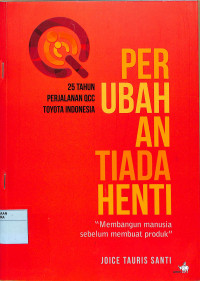 25 TAHUN
PERJALANAN QCC
TOYOTA INDONESIA
PER
UBAH
AN
TIADA
HENTI
"Membangun manusia
sebelum membuat produk"
JOICE TAURIS SANTI